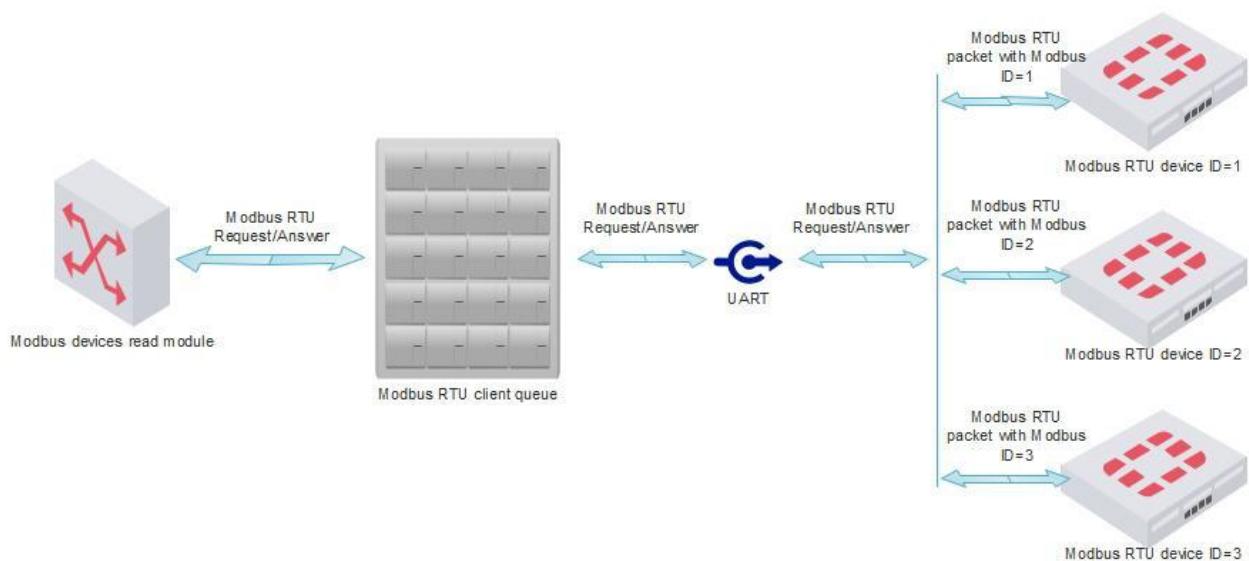 Modbus RTU
packet with Modbus
ID=1
Modbus RTU device ID=1
Modbus RTU
Request/Answer
Modbus devices read module
Modbus RTU client queue
Modbus RTU
Request/Answer
UART
Modbus RTU
Request/Answer
Modbus RTU
packet with Modbus
ID=2
Modbus RTU device ID=2
Modbus RTU
packet with Modbus
ID=3
Modbus RTU device ID=3